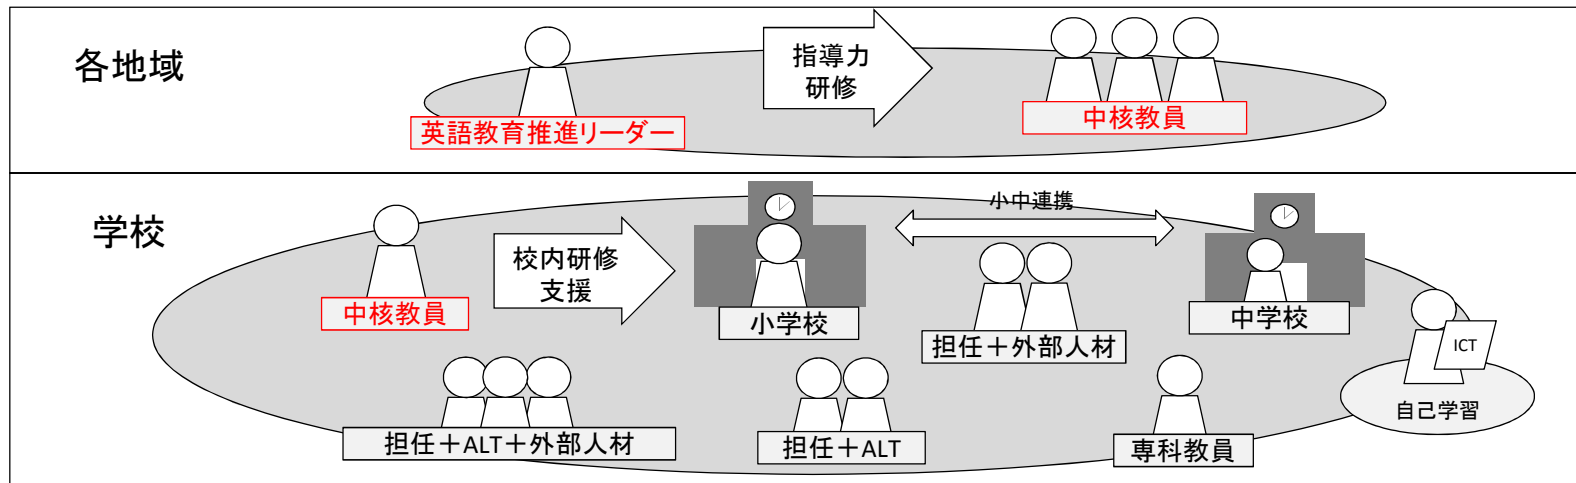 各地域
指導力
研修
英語教育推進リーダー
中核教員
学校
小中連携
校内研修
支援
中核教員
小学校
担任＋外部人材
中学校
ICT
自己学習
担任＋ALT＋外部人材
担任＋ALT
専科教員